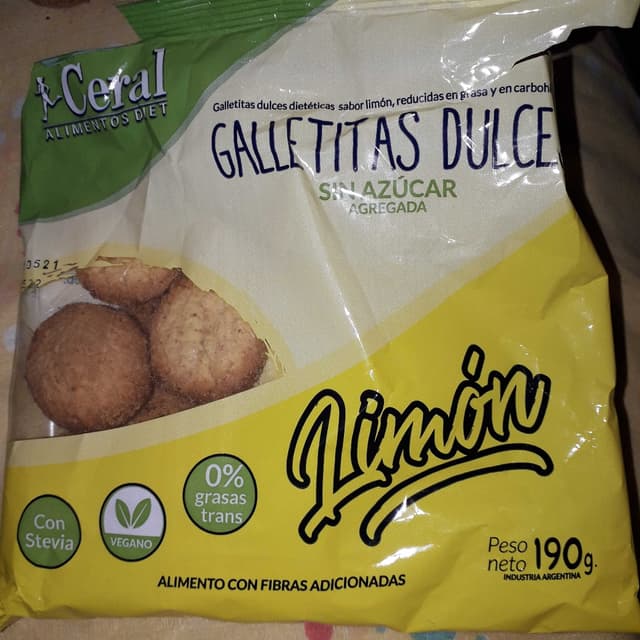 Ceral
ALIMENTOS DIET
Galletitas dulces dietéticas sabor limón, reducidas en grasa y en carboh
GALLETITAS DULCE
SIN AZÚCAR
AGREGADA
0521
Limón
0%
grasas
trans
Con
Stevia
VEGANO
Peso
neto 190g.
INDUSTRIA ARGENTINA
ALIMENTO CON FIBRAS ADICIONADAS